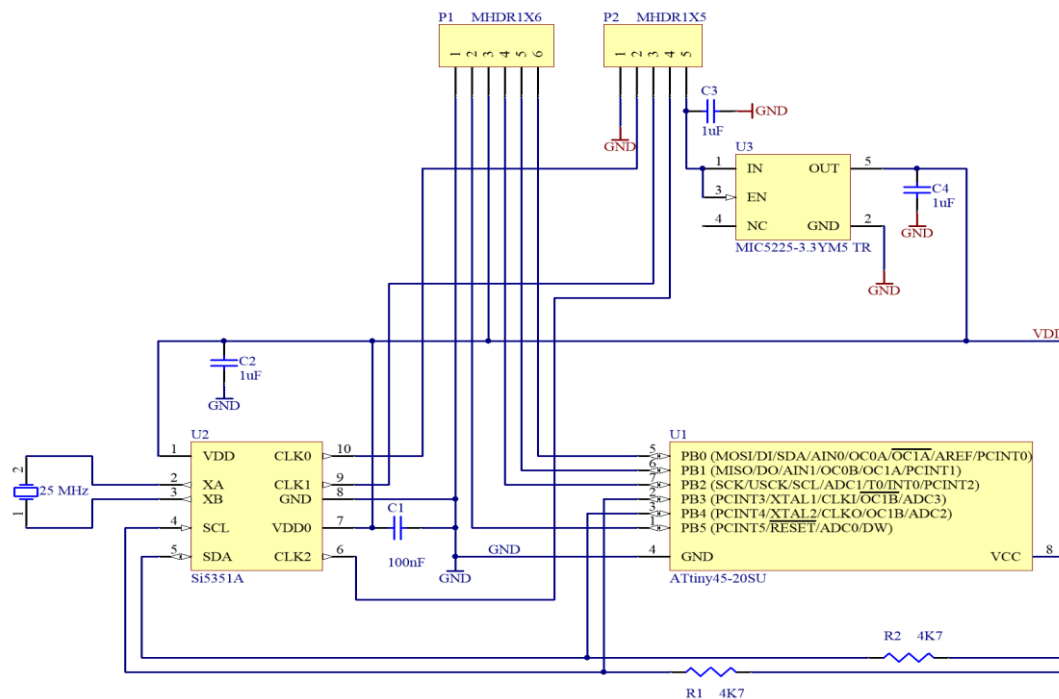 P1 MHDR1X6
1 2 3 4 5 6
P2 MHDR1X5
1 2 3 4 5
C3
1uF
GND
GND
U3
1 IN OUT 5
3 EN
4 NC GND 2
MIC5225-3.3YM5 TR
C4
1uF
GND
GND
VDD
C2
1uF
GND
U2
1 VDD CLK0 10
2 XA CLK1 9
3 XB GND 8
4 SCL VDD0 7
5 SDA CLK2 6
Si5351A
2
25 MHz
1
C1
100nF
GND
GND
U1
5 PB0 (MOSI/DI/SDA/AIN0/OC0A/OC1A/AREF/PCINT0)
6 PB1 (MISO/DO/AIN1/OC0B/OC1A/PCINT1)
7 PB2 (SCK/USCK/SCL/ADC1/T0/INT0/PCINT2)
2 PB3 (PCINT3/XTAL1/CLKI/OC1B/ADC3)
3 PB4 (PCINT4/XTAL2/CLKO/OC1B/ADC2)
1 PB5 (PCINT5/RESET/ADC0/DW)
4 GND VCC 8
ATtiny45-20SU
R2 4K7
R1 4K7